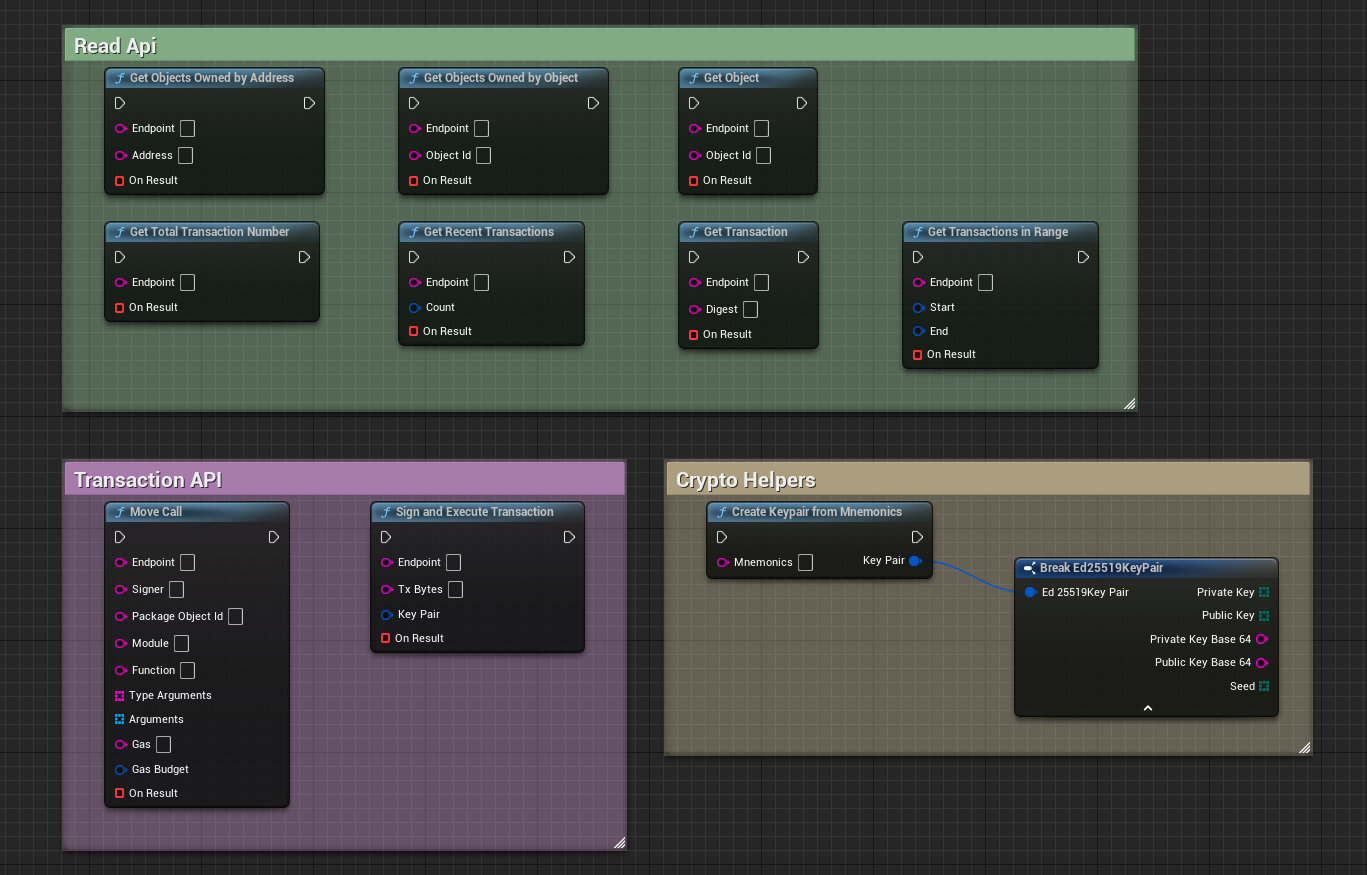 Read Api
Get Objects Owned by Address
Endpoint
Address
On Result
Get Objects Owned by Object
Endpoint
Object Id
On Result
Get Object
Endpoint
Object Id
On Result
Get Total Transaction Number
Endpoint
On Result
Get Recent Transactions
Endpoint
Count
On Result
Get Transaction
Endpoint
Digest
On Result
Get Transactions in Range
Endpoint
Start
End
On Result
Transaction API
Move Call
Endpoint
Signer
Package Object Id
Module
Function
Type Arguments
Arguments
Gas
Gas Budget
On Result
Sign and Execute Transaction
Endpoint
Tx Bytes
Key Pair
On Result
Crypto Helpers
Create Keypair from Mnemonics
Mnemonics Key Pair
Break Ed25519KeyPair
Ed 25519Key Pair Private Key
Public Key
Private Key Base 64
Public Key Base 64
Seed